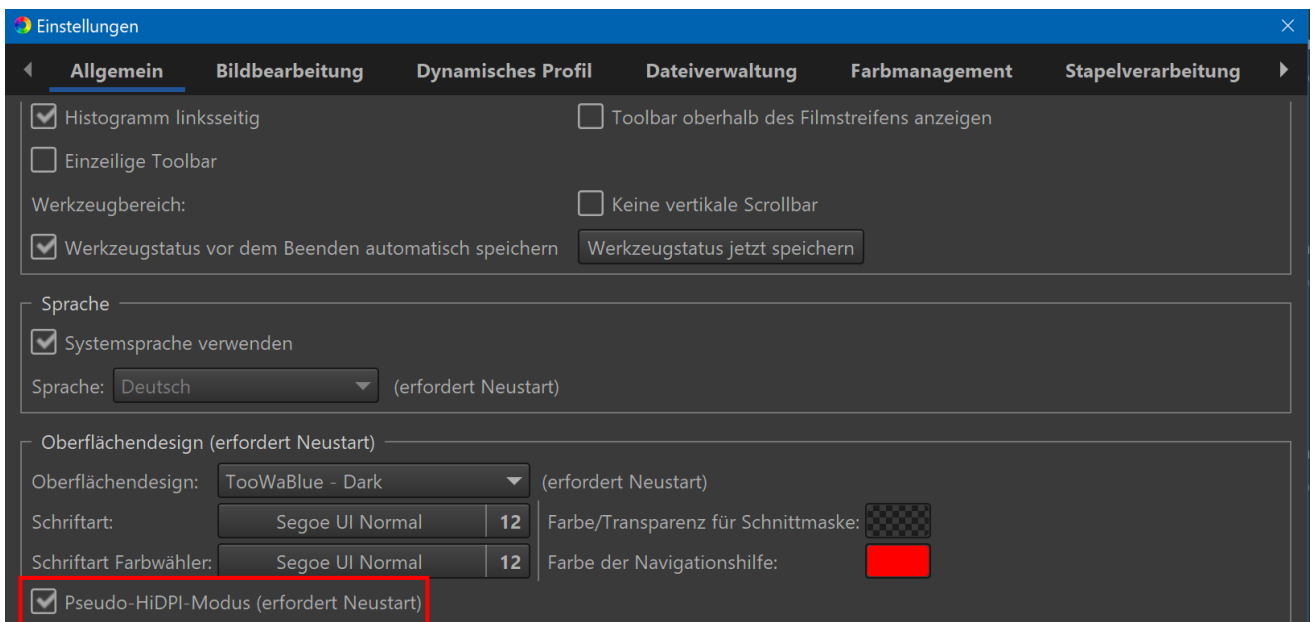 Einstellungen
Allgemein Bildbearbeitung Dynamisches Profil Dateiverwaltung Farbmanagement Stapelverarbeitung
Histogramm linksseitig Toolbar oberhalb des Filmstreifens anzeigen
Einzeilige Toolbar
Werkzeugbereich: Keine vertikale Scrollbar
Werkzeugstatus vor dem Beenden automatisch speichern Werkzeugstatus jetzt speichern
Sprache
Systemsprache verwenden
Sprache: Deutsch (erfordert Neustart)
Oberflächendesign (erfordert Neustart)
Oberflächendesign: TooWaBlue - Dark (erfordert Neustart)
Schriftart: Segoe UI Normal 12 Farbe/Transparenz für Schnittmaske:
Schriftart Farbwähler: Segoe UI Normal 12 Farbe der Navigationshilfe:
Pseudo-HiDPI-Modus (erfordert Neustart)